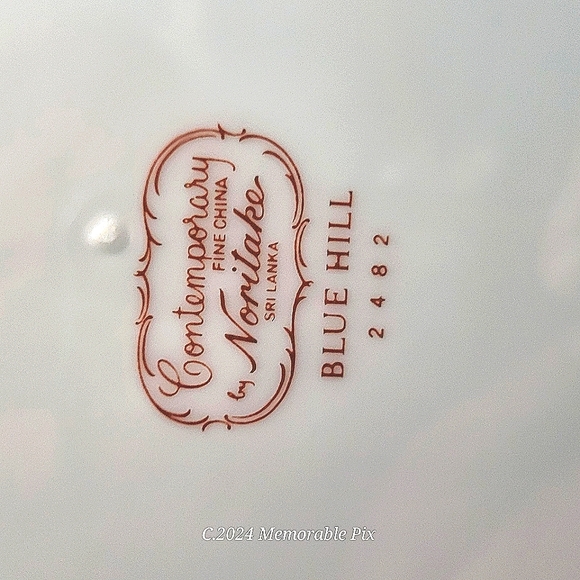 Contemporary
FINE CHINA
by Noritake
SRI LANKA
BLUE HILL
2482
C.2024 Memorable Pix